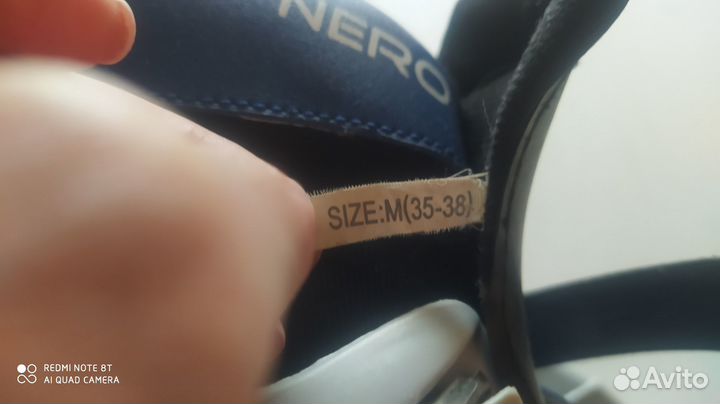 NERO
SIZE:M(35-38)
REDMI NOTE 8T
AI QUAD CAMERA
Avito